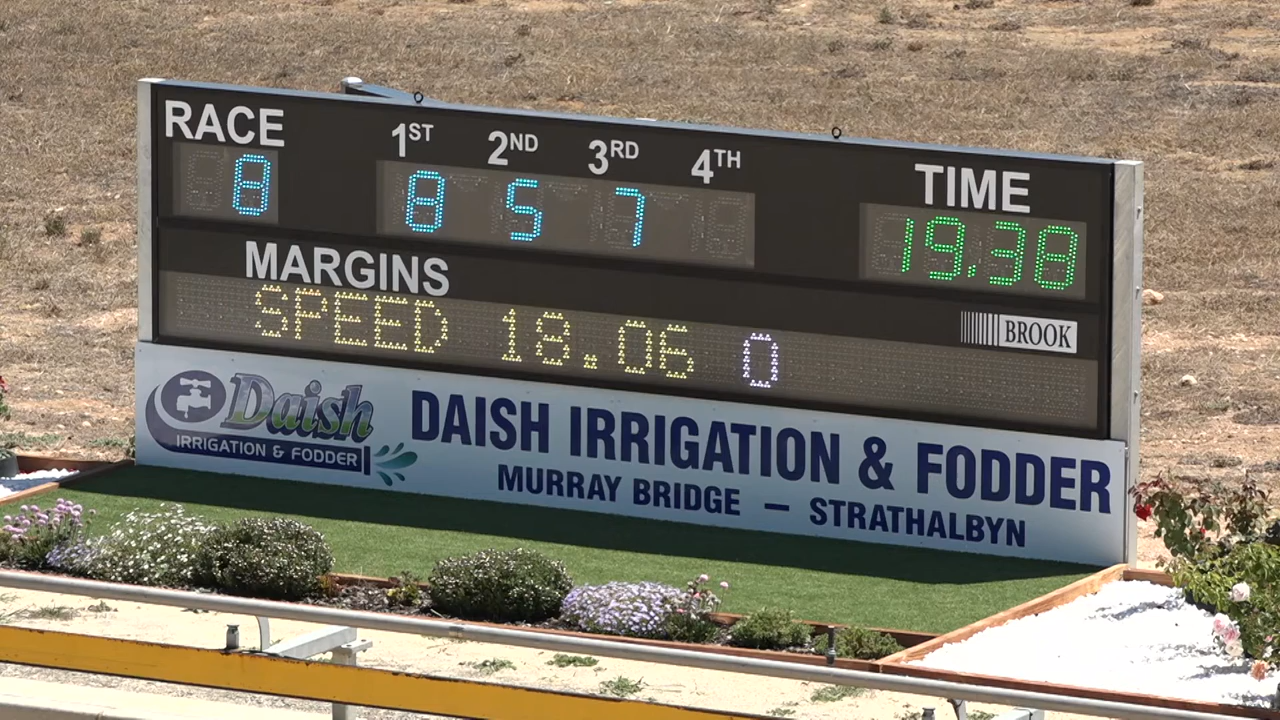 RACE 1ST 2ND 3RD 4TH TIME
8 8 5 7 19.38
MARGINS
SPEED 18.06 0
BROOK
Daish
IRRIGATION & FODDER
DAISH IRRIGATION & FODDER
MURRAY BRIDGE – STRATHALBYN